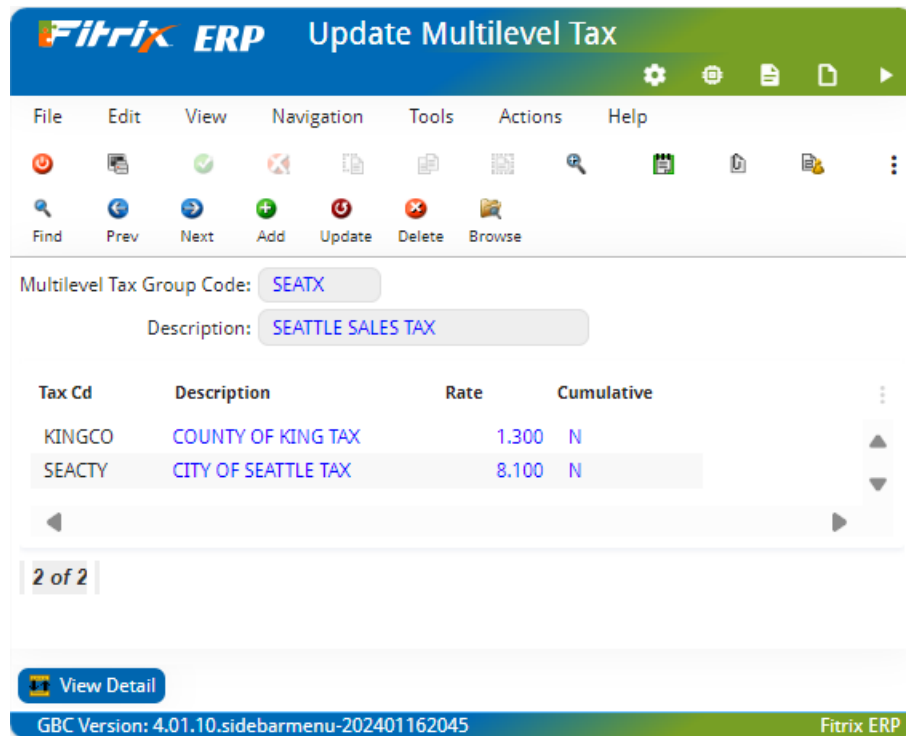 Fitrix ERP Update Multilevel Tax
File Edit View Navigation Tools Actions Help
Find Prev Next Add Update Delete Browse
Multilevel Tax Group Code: SEATX
Description: SEATTLE SALES TAX
Tax Cd Description Rate Cumulative
KINGCO COUNTY OF KING TAX 1.300 N
SEACTY CITY OF SEATTLE TAX 8.100 N
2 of 2
View Detail
GBC Version: 4.01.10.sidebarmenu-202401162045 Fitrix ERP